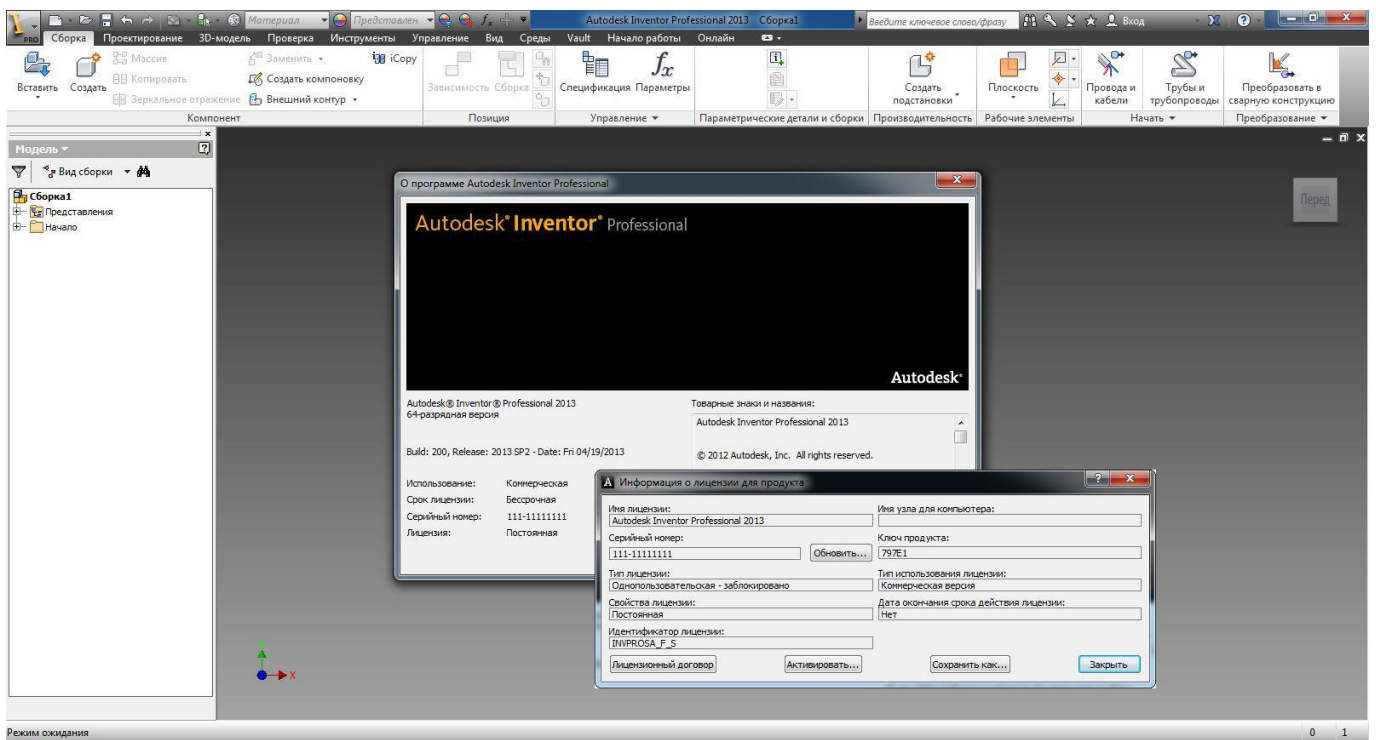 Материал
Представлен
Autodesk Inventor Professional 2013 Сборка1
Введите ключевое слово/фразу
Вход
PRO
Сборка Проектирование 3D-модель Проверка Инструменты Управление Вид Среды Vault Начало работы Онлайн
Вставить
Создать
Массив
Копировать
Зеркальное отражение
Заменить
Создать компоновку
Внешний контур
iCopy
Зависимость
Сборка
Спецификация
fx
Параметры
Создать
подстановки
Плоскость
Провода и
кабели
Трубы и
трубопроводы
Преобразовать в
сварную конструкцию
Компонент
Позиция
Управление
Параметрические детали и сборки
Производительность
Рабочие элементы
Начать
Преобразование
Модель
Вид сборки
Сборка1
Представления
Начало
Перед
О программе Autodesk Inventor Professional
Autodesk® Inventor® Professional
Autodesk®
Autodesk® Inventor® Professional 2013
64-разрядная версия
Build: 200, Release: 2013 SP2 - Date: Fri 04/19/2013
Использование: Коммерческая
Срок лицензии: Бессрочная
Серийный номер: 111-11111111
Лицензия: Постоянная
Товарные знаки и названия:
Autodesk Inventor Professional 2013
© 2012 Autodesk, Inc. All rights reserved.
Информация о лицензии для продукта
Имя лицензии:
Autodesk Inventor Professional 2013
Имя узла для компьютера:
Серийный номер:
111-11111111
Обновить...
Ключ продукта:
797E1
Тип лицензии:
Однопользовательская - заблокировано
Тип использования лицензии:
Коммерческая версия
Свойства лицензии:
Постоянная
Дата окончания срока действия лицензии:
Нет
Идентификатор лицензии:
INVPROSA_F_S
Лицензионный договор
Активировать...
Сохранить как...
Закрыть
X
Режим ожидания
0 1